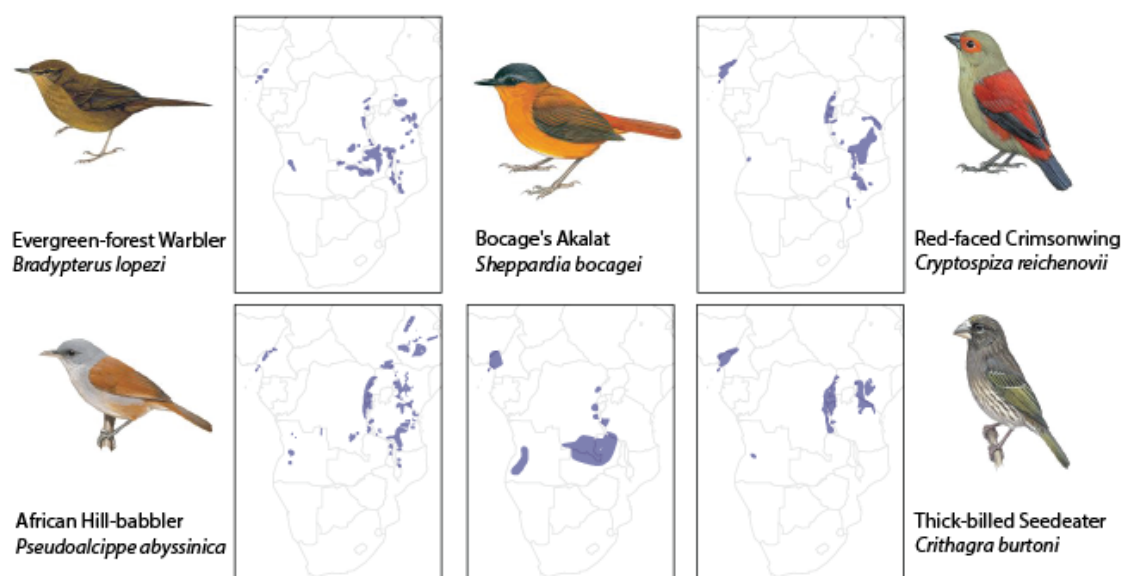 Evergreen-forest Warbler
Bradypterus lopezi
Bocage's Akalat
Sheppardia bocagei
Red-faced Crimsonwing
Cryptospiza reichenovii
African Hill-babbler
Pseudoalcippe abyssinica
Thick-billed Seedeater
Crithagra burtoni